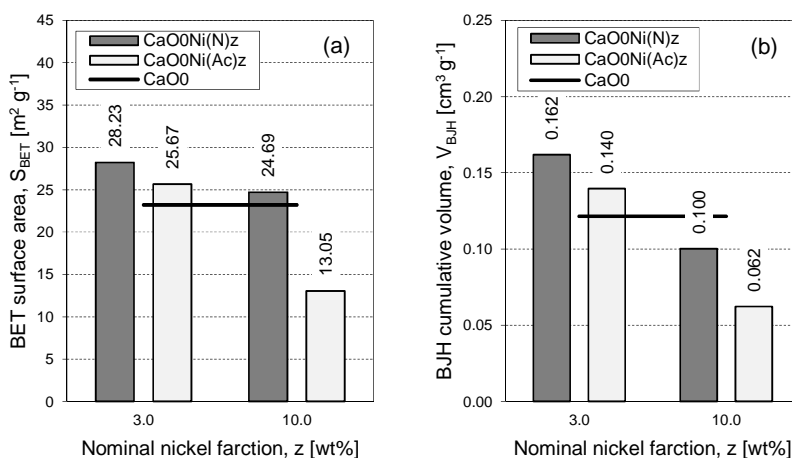 45
40
35
30
25
20
15
10
5
0
BET surface area, SBET [m² g⁻¹]
CaO0Ni(N)z
CaO0Ni(Ac)z
CaO0
(a)
28.23
25.67
24.69
13.05
3.0
10.0
Nominal nickel farction, z [wt%]
0.25
0.20
0.15
0.10
0.05
0.00
BJH cumulative volume, VBJH [cm³ g⁻¹]
CaO0Ni(N)z
CaO0Ni(Ac)z
CaO0
(b)
0.162
0.140
0.100
0.062
3.0
10.0
Nominal nickel farction, z [wt%]